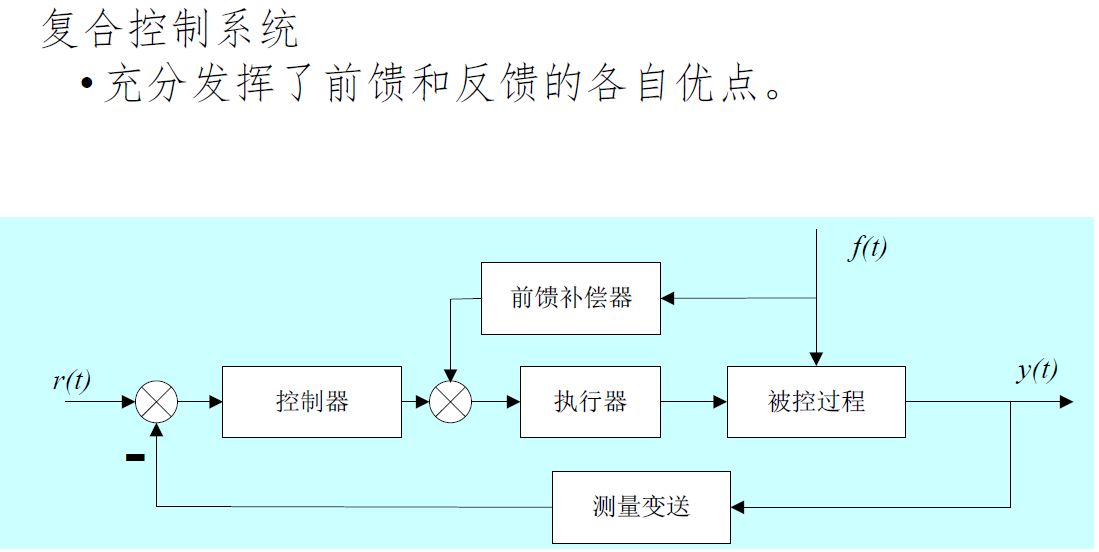 复合控制系统
•充分发挥了前馈和反馈的各自优点。
f(t)
前馈补偿器
r(t)
控制器
执行器
被控过程
y(t)
-
测量变送